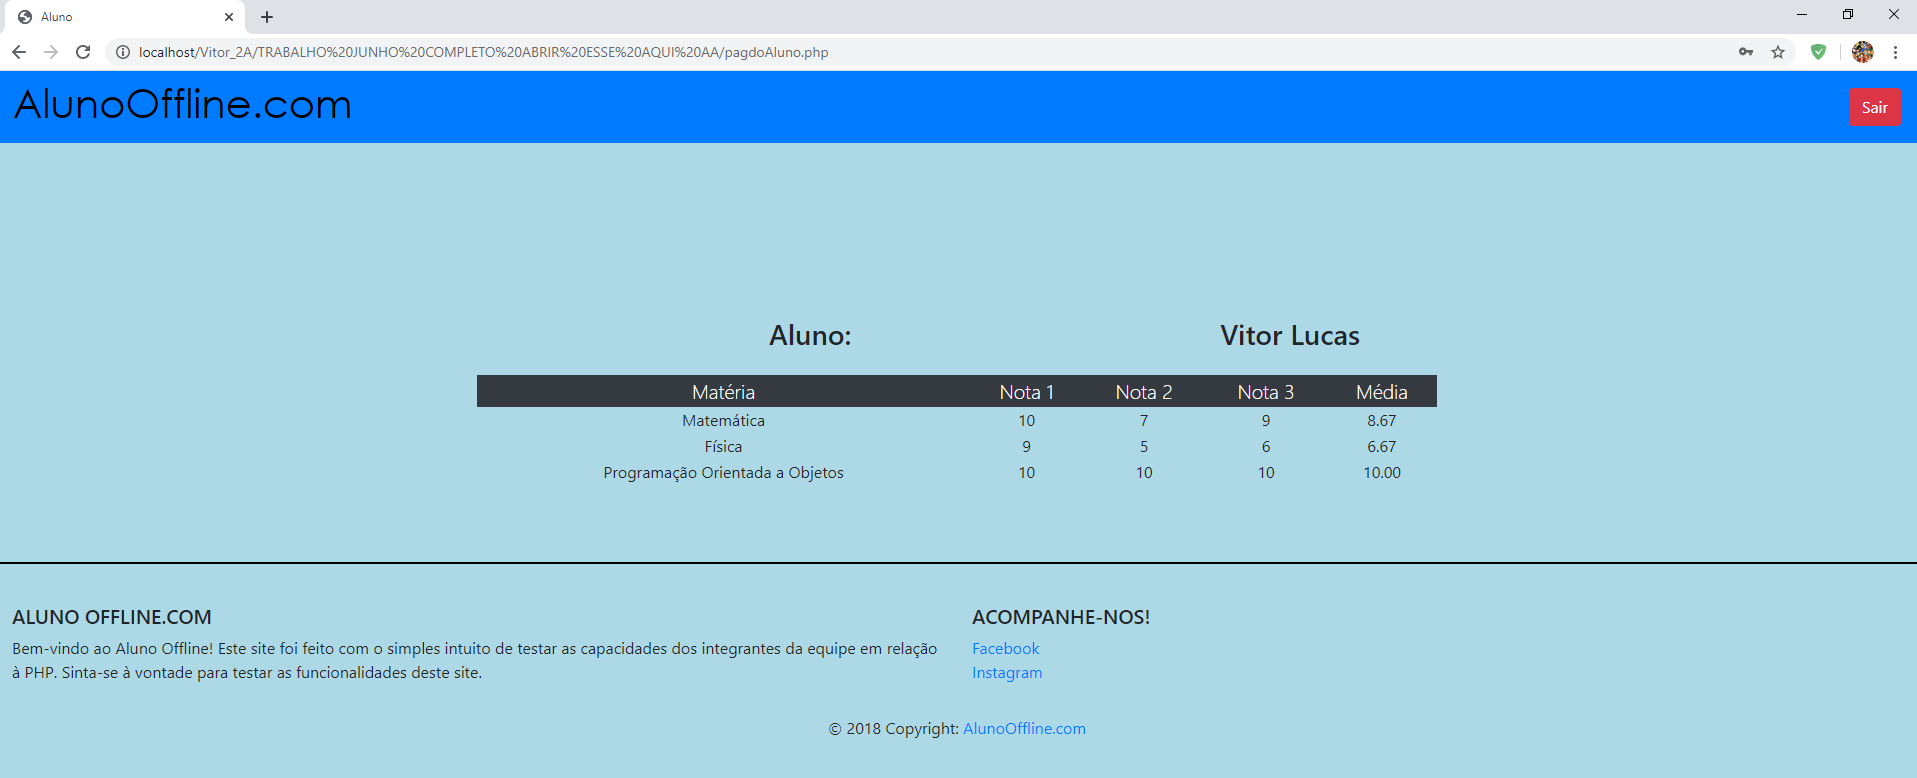 Aluno
localhost/Vitor_2A/TRABALHO%20JUNHO%20COMPLETO%20ABRIR%20ESSE%20AQUI%20AA/pagdoAluno.php
AlunoOffline.com
Sair
Aluno: Vitor Lucas
Matéria Nota 1 Nota 2 Nota 3 Média
Matemática 10 7 9 8.67
Física 9 5 6 6.67
Programação Orientada a Objetos 10 10 10 10.00
ALUNO OFFLINE.COM
Bem-vindo ao Aluno Offline! Este site foi feito com o simples intuito de testar as capacidades dos integrantes da equipe em relação
à PHP. Sinta-se à vontade para testar as funcionalidades deste site.
ACOMPANHE-NOS!
Facebook
Instagram
© 2018 Copyright: AlunoOffline.com